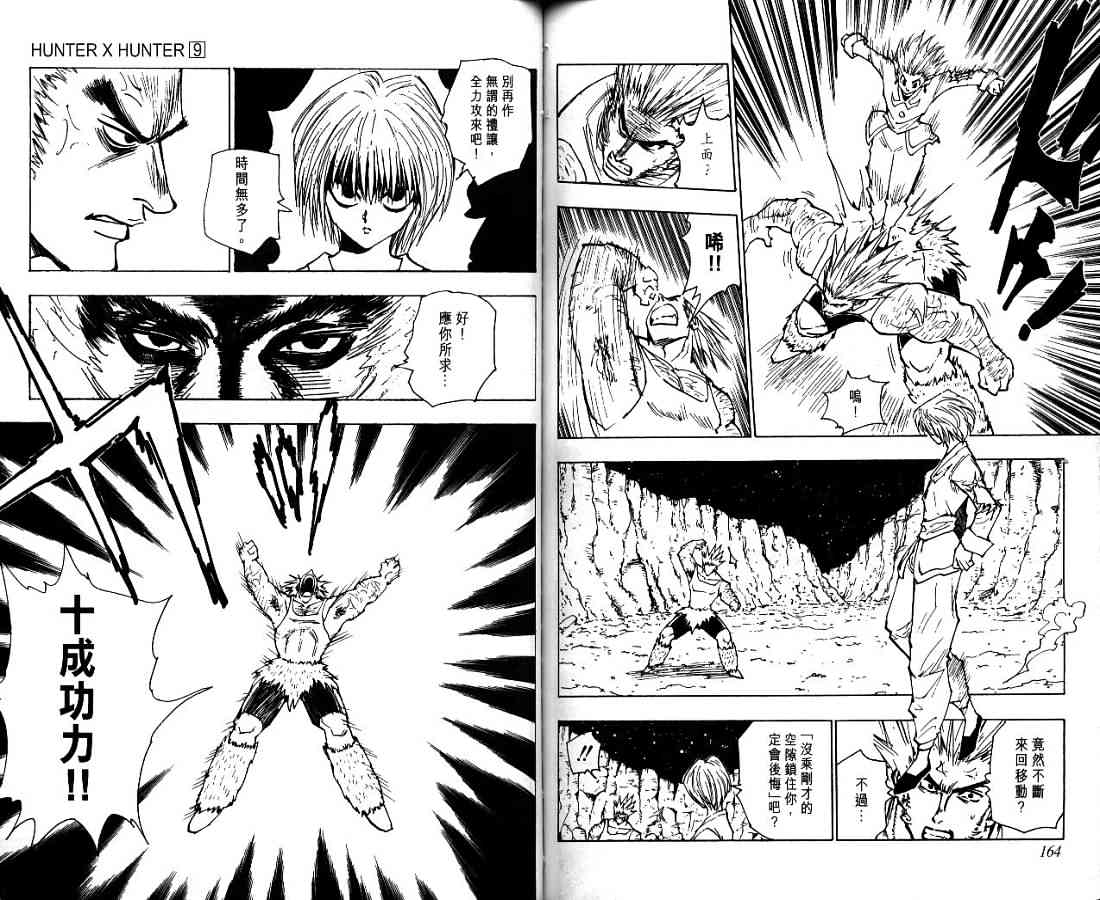 HUNTER X HUNTER 9
上面?
唏!!
嗚!
竟然不斷
來回移動?
不過…
「沒乘剛才的
空隙鎖住你,
定會後悔」吧?
!!
164
別再作
無謂的禮讓,
全力攻來吧!
時間無多了。
好!
應你所求…
十成功力!!